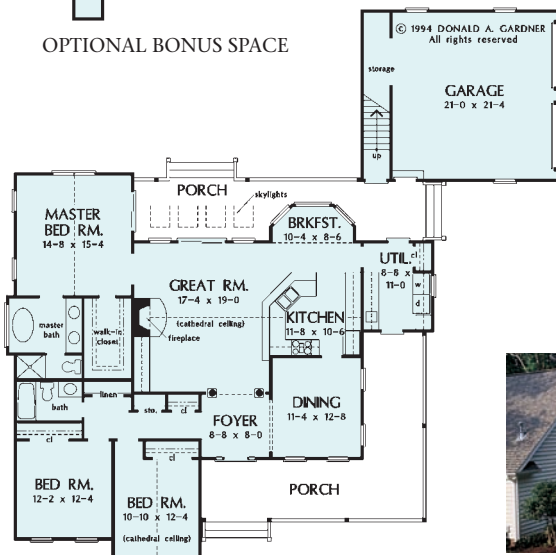 OPTIONAL BONUS SPACE
© 1994 DONALD A. GARDNER
All rights reserved
storage
GARAGE
21-0 x 21-4
up
PORCH
skylights
MASTER
BED RM.
14-8 x 15-4
BRKFST.
10-4 x 8-6
UTIL.
8-8 x
11-0
cl
w
d
GREAT RM.
17-4 x 19-0
(cathedral ceiling)
fireplace
KITCHEN
11-8 x 10-6
master
bath
walk-in
closet
bath
linen
sto.
cl
FOYER
8-8 x 8-0
DINING
11-4 x 12-8
cl
BED RM.
12-2 x 12-4
cl
BED RM.
10-10 x 12-4
(cathedral ceiling)
PORCH